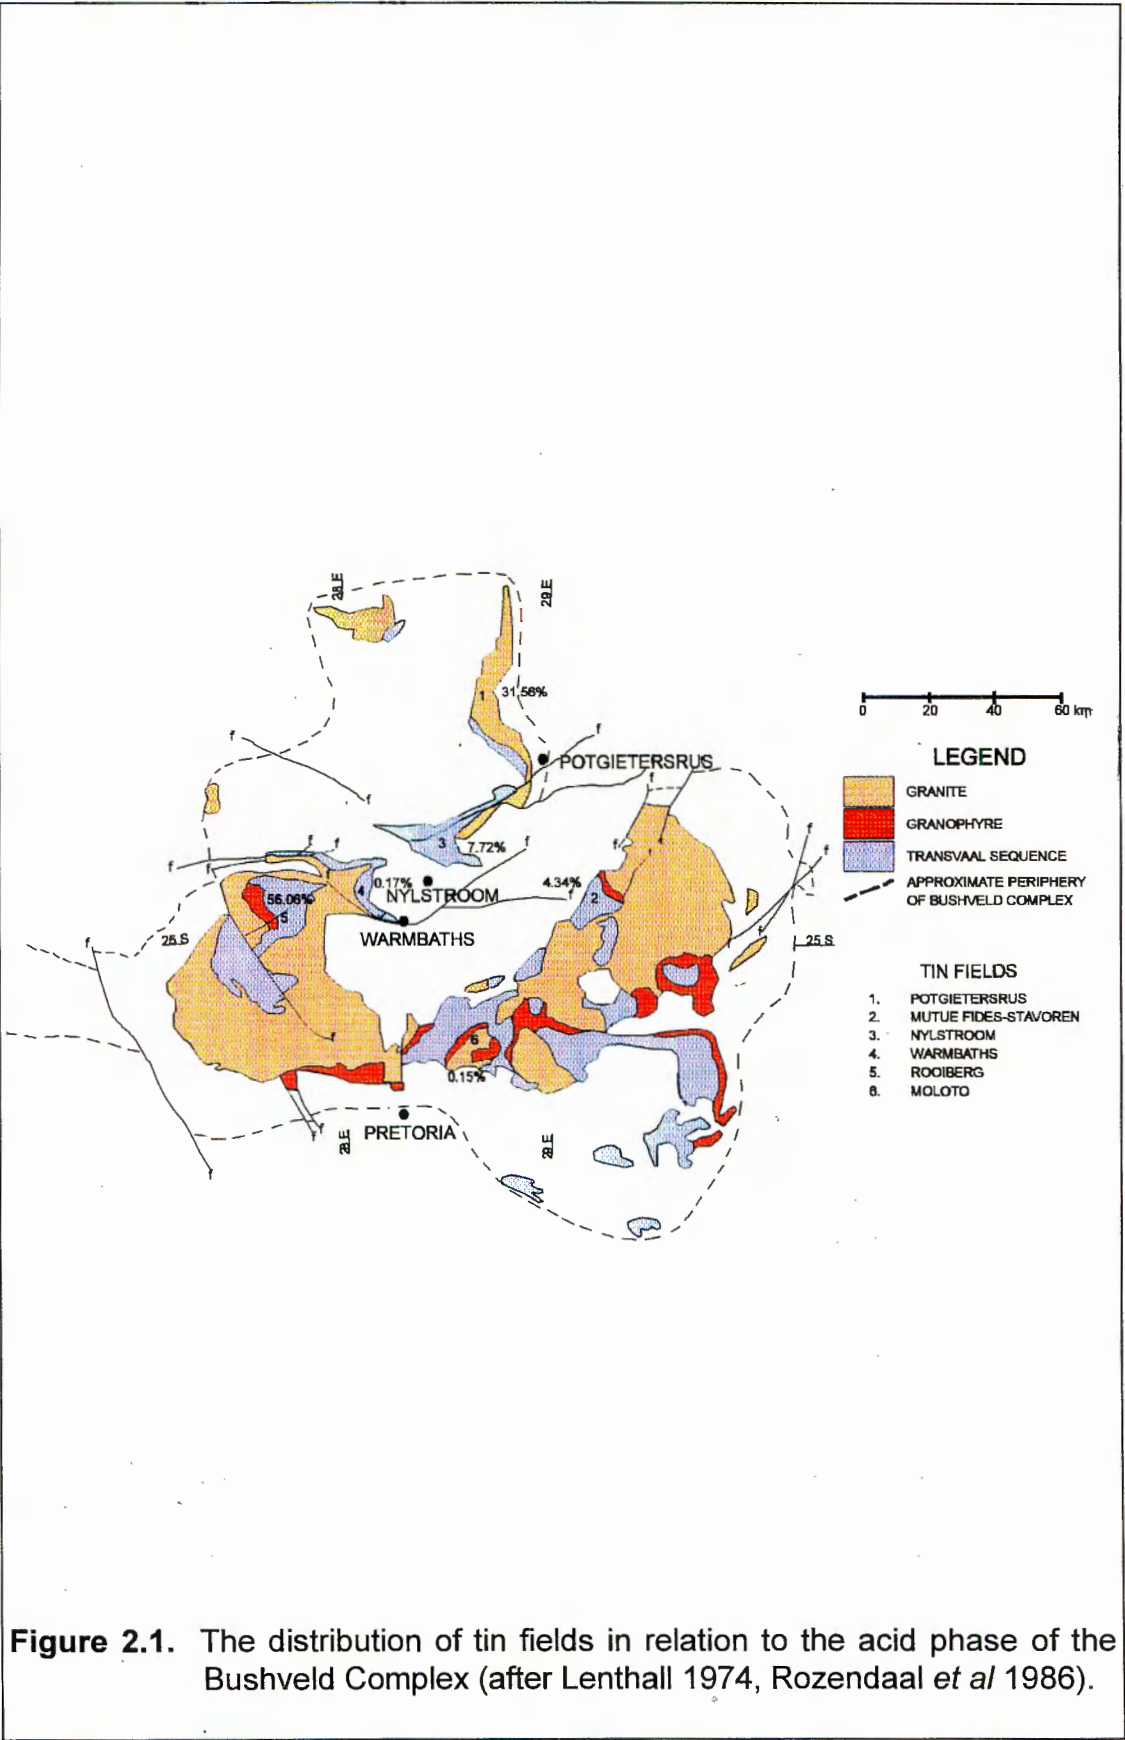 28 E
29 E
1
31.56%
f
f
POTGIETERSRUS
f
f
3
7.72%
f
f
f
f
f
f
f
f
f
f
0.17%
4
NYLSTROOM
4.34%
f
2
56.06%
5
WARMBATHS
25 S
f
25 S
f
6
0.15%
PRETORIA
28 E
29 E
f
f
f
0 20 40 60 km
LEGEND
GRANITE
GRANOPHYRE
TRANSVAAL SEQUENCE
APPROXIMATE PERIPHERY
OF BUSHVELD COMPLEX
TIN FIELDS
1. POTGIETERSRUS
2. MUTUE FIDES-STAVOREN
3. NYLSTROOM
4. WARMBATHS
5. ROOIBERG
6. MOLOTO
Figure 2.1. The distribution of tin fields in relation to the acid phase of the
Bushveld Complex (after Lenthall 1974, Rozendaal et al 1986).